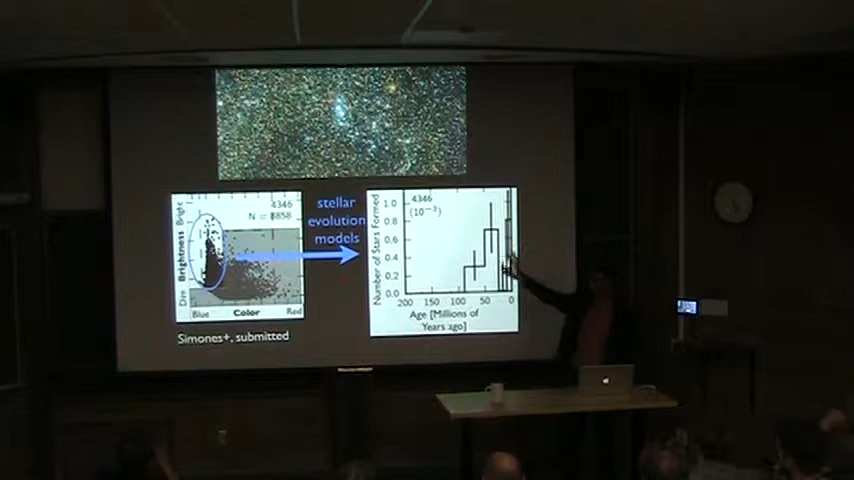 4346
N = 8858
Dim Brightness Bright
Blue Color Red
Simones+, submitted
stellar
evolution
models
4346
(10⁻³)
Number of Stars Formed
1.0
0.8
0.6
0.4
0.2
0.0
200 150 100 50 0
Age [Millions of
Years ago]